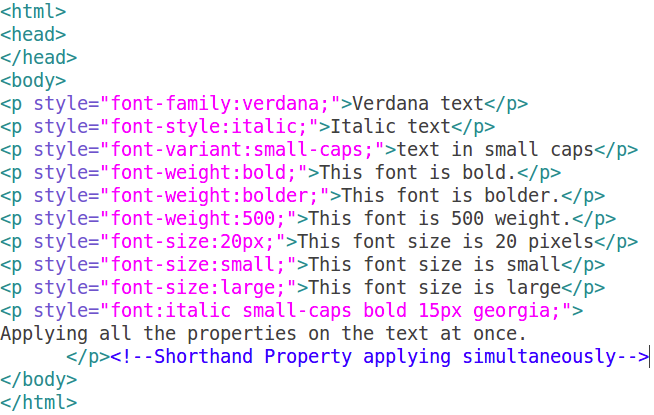 <html>
<head>
</head>
<body>
<p style="font-family:verdana;">Verdana text</p>
<p style="font-style:italic;">Italic text</p>
<p style="font-variant:small-caps;">text in small caps</p>
<p style="font-weight:bold;">This font is bold.</p>
<p style="font-weight:bolder;">This font is bolder.</p>
<p style="font-weight:500;">This font is 500 weight.</p>
<p style="font-size:20px;">This font size is 20 pixels</p>
<p style="font-size:small;">This font size is small</p>
<p style="font-size:large;">This font size is large</p>
<p style="font:italic small-caps bold 15px georgia;">
Applying all the properties on the text at once.
      </p><!--Shorthand Property applying simultaneously-->
</body>
</html>